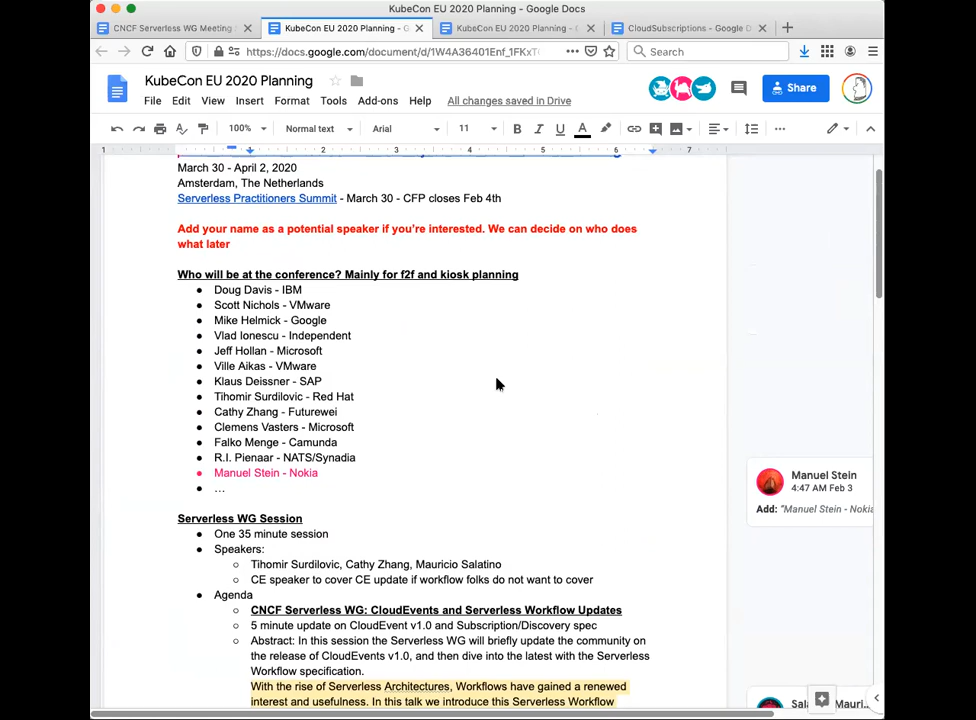 KubeCon EU 2020 Planning - Google Docs
CNCF Serverless WG Meeting
KubeCon EU 2020 Planning - G
KubeCon EU 2020 Planning - G
CloudSubscriptions - Google D
https://docs.google.com/document/d/1W4A36401Enf_1FKxT
Search
KubeCon EU 2020 Planning
File Edit View Insert Format Tools Add-ons Help All changes saved in Drive
Share
100% Normal text Arial 11 B I U A
1 2 3 4 5 6 7
March 30 - April 2, 2020
Amsterdam, The Netherlands
Serverless Practitioners Summit - March 30 - CFP closes Feb 4th
Add your name as a potential speaker if you're interested. We can decide on who does
what later
Who will be at the conference? Mainly for f2f and kiosk planning
● Doug Davis - IBM
● Scott Nichols - VMware
● Mike Helmick - Google
● Vlad Ionescu - Independent
● Jeff Hollan - Microsoft
● Ville Aikas - VMware
● Klaus Deissner - SAP
● Tihomir Surdilovic - Red Hat
● Cathy Zhang - Futurewei
● Clemens Vasters - Microsoft
● Falko Menge - Camunda
● R.I. Pienaar - NATS/Synadia
● Manuel Stein - Nokia
● …
Manuel Stein
4:47 AM Feb 3
Add: "Manuel Stein - Nokia
Serverless WG Session
● One 35 minute session
● Speakers:
○ Tihomir Surdilovic, Cathy Zhang, Mauricio Salatino
○ CE speaker to cover CE update if workflow folks do not want to cover
● Agenda
○ CNCF Serverless WG: CloudEvents and Serverless Workflow Updates
○ 5 minute update on CloudEvent v1.0 and Subscription/Discovery spec
○ Abstract: In this session the Serverless WG will briefly update the community on
the release of CloudEvents v1.0, and then dive into the latest with the Serverless
Workflow specification.
With the rise of Serverless Architectures, Workflows have gained a renewed
interest and usefulness. In this talk we introduce this Serverless Workflow